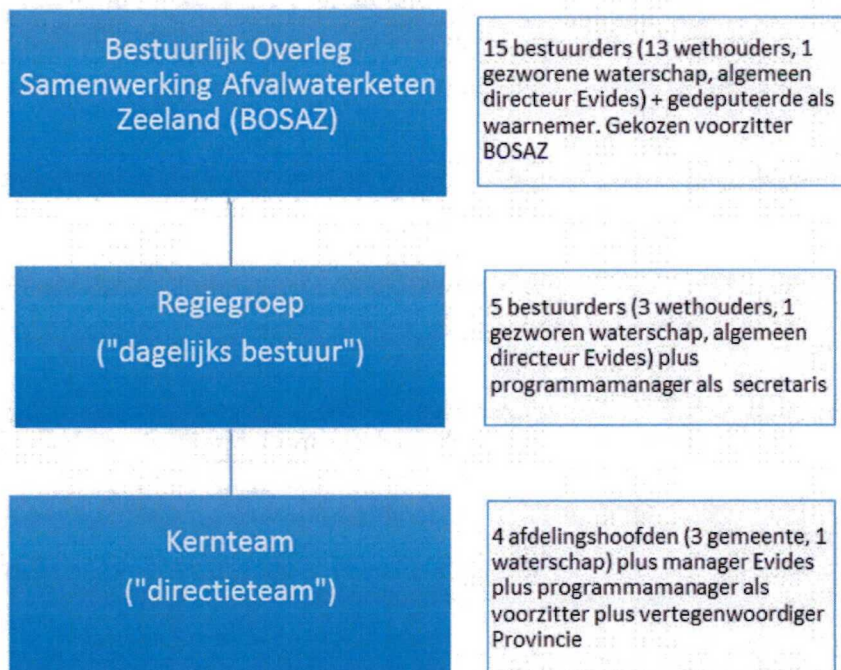 Bestuurlijk Overleg
Samenwerking Afvalwaterketen
Zeeland (BOSAZ)
15 bestuurders (13 wethouders, 1
gezworene waterschap, algemeen
directeur Evides) + gedeputeerde als
waarnemer. Gekozen voorzitter
BOSAZ
Regiegroep
("dagelijks bestuur")
5 bestuurders (3 wethouders, 1
gezworen waterschap, algemeen
directeur Evides) plus
programmamanager als secretaris
Kernteam
("directieteam")
4 afdelingshoofden (3 gemeente, 1
waterschap) plus manager Evides
plus programmamanager als
voorzitter plus vertegenwoordiger
Provincie